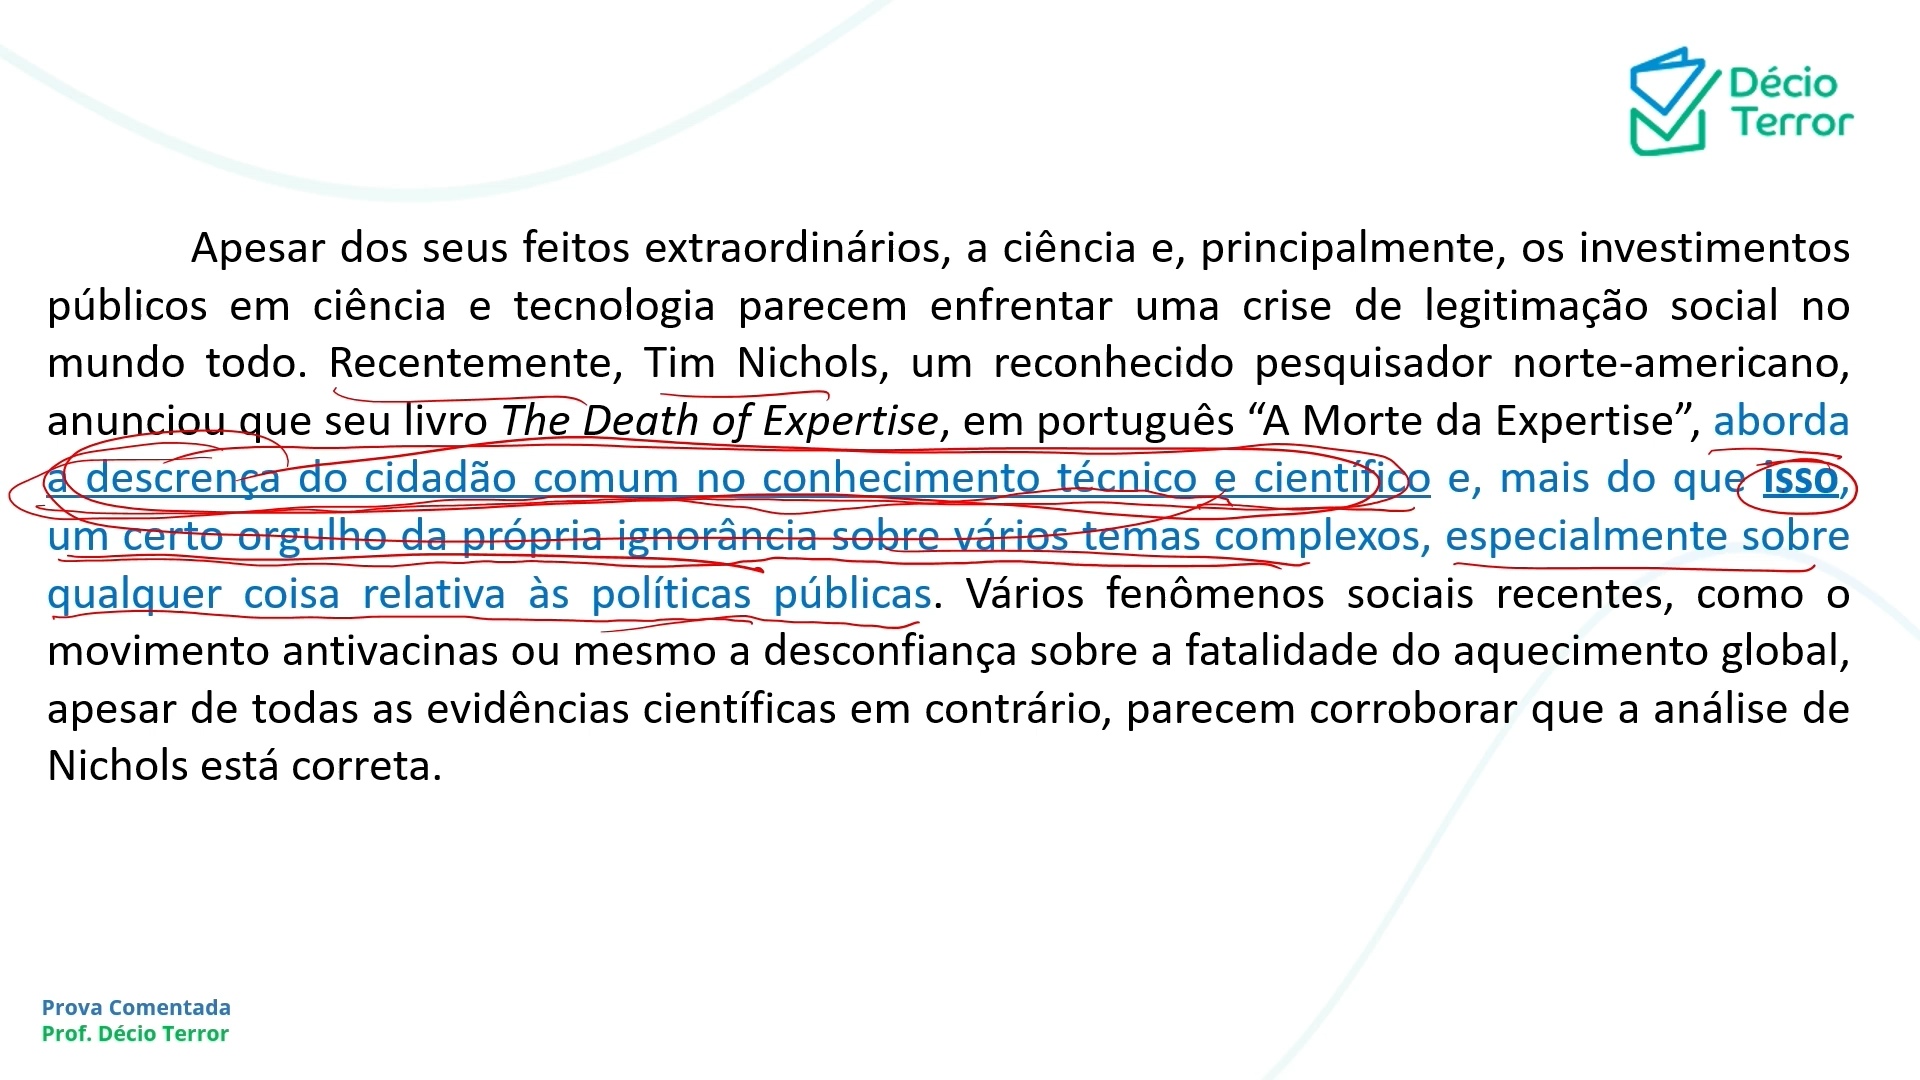 Décio
Terror
Apesar dos seus feitos extraordinários, a ciência e, principalmente, os investimentos
públicos em ciência e tecnologia parecem enfrentar uma crise de legitimação social no
mundo todo. Recentemente, Tim Nichols, um reconhecido pesquisador norte-americano,
anunciou que seu livro The Death of Expertise, em português “A Morte da Expertise”, aborda
a descrença do cidadão comum no conhecimento técnico e científico e, mais do que isso,
um certo orgulho da própria ignorância sobre vários temas complexos, especialmente sobre
qualquer coisa relativa às políticas públicas. Vários fenômenos sociais recentes, como o
movimento antivacinas ou mesmo a desconfiança sobre a fatalidade do aquecimento global,
apesar de todas as evidências científicas em contrário, parecem corroborar que a análise de
Nichols está correta.
Prova Comentada
Prof. Décio Terror